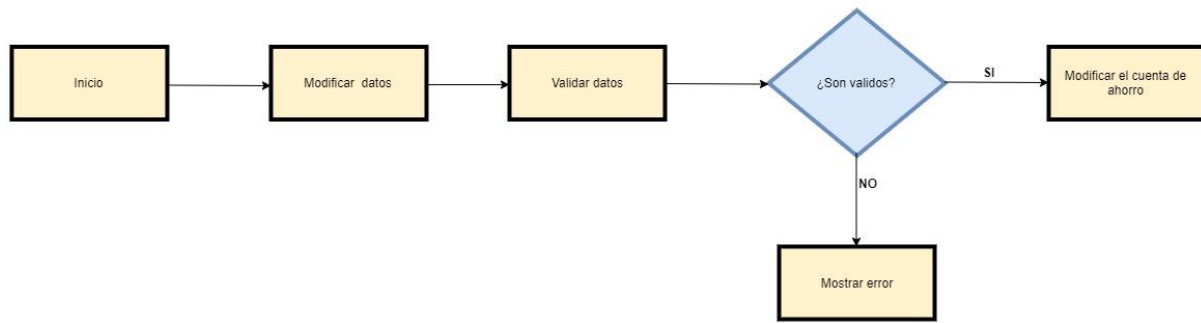 Inicio
Modificar datos
Validar datos
¿Son validos?
SI
Modificar el cuenta de
ahorro
NO
Mostrar error